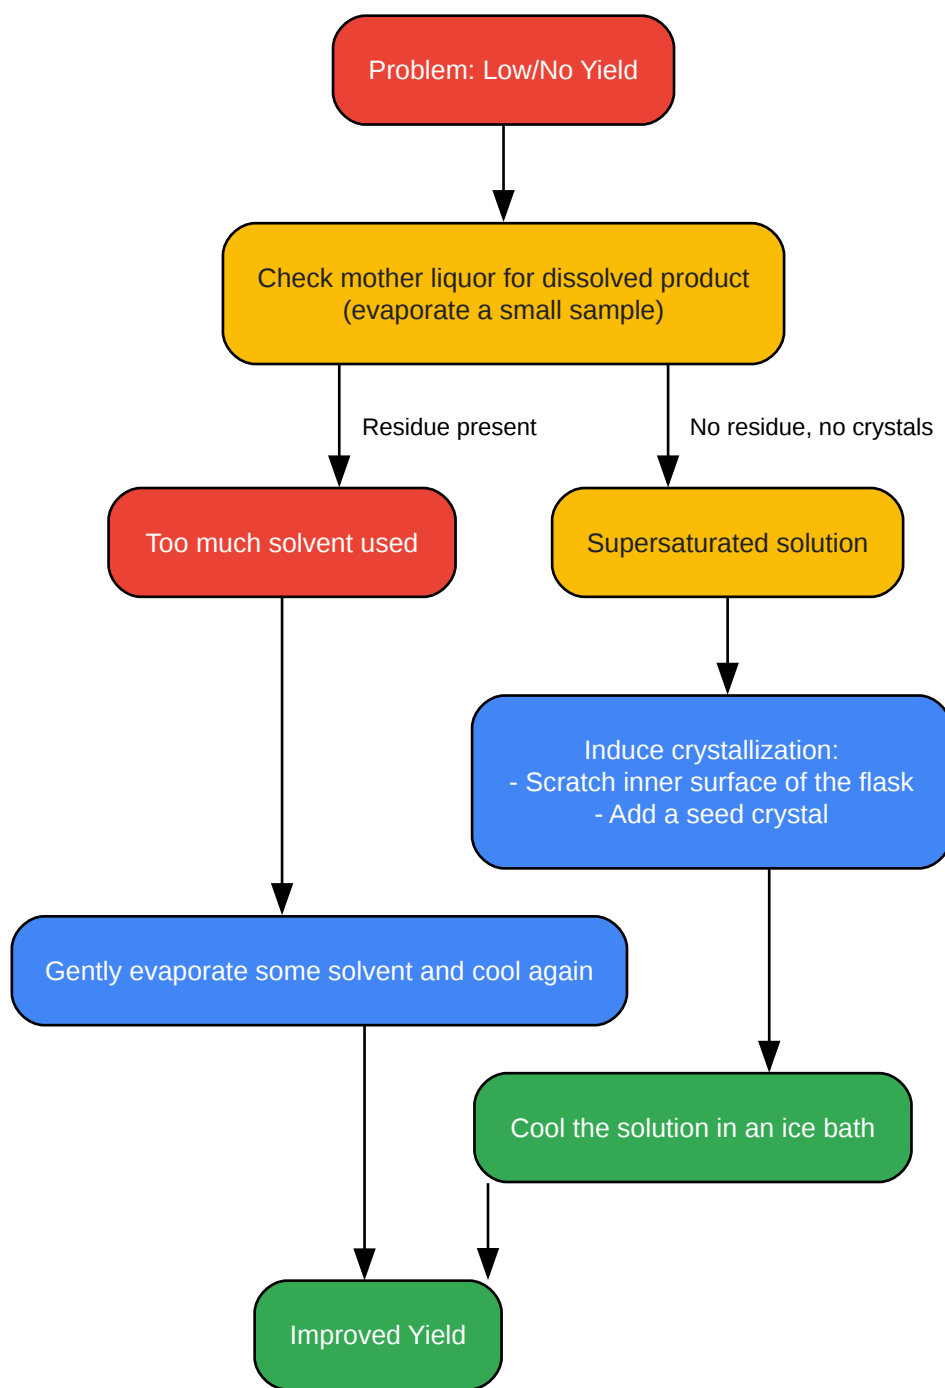 Problem: Low/No Yield
Check mother liquor for dissolved product
(evaporate a small sample)
Residue present
No residue, no crystals
Too much solvent used
Supersaturated solution
Induce crystallization:
- Scratch inner surface of the flask
- Add a seed crystal
Gently evaporate some solvent and cool again
Cool the solution in an ice bath
Improved Yield